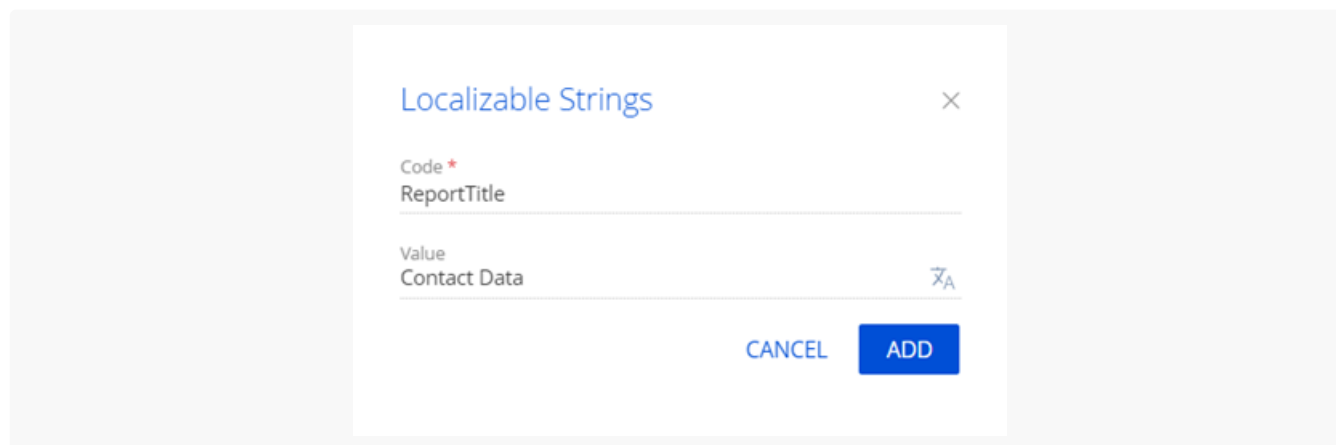 Localizable Strings
Code *
ReportTitle
Value
Contact Data
CANCEL ADD